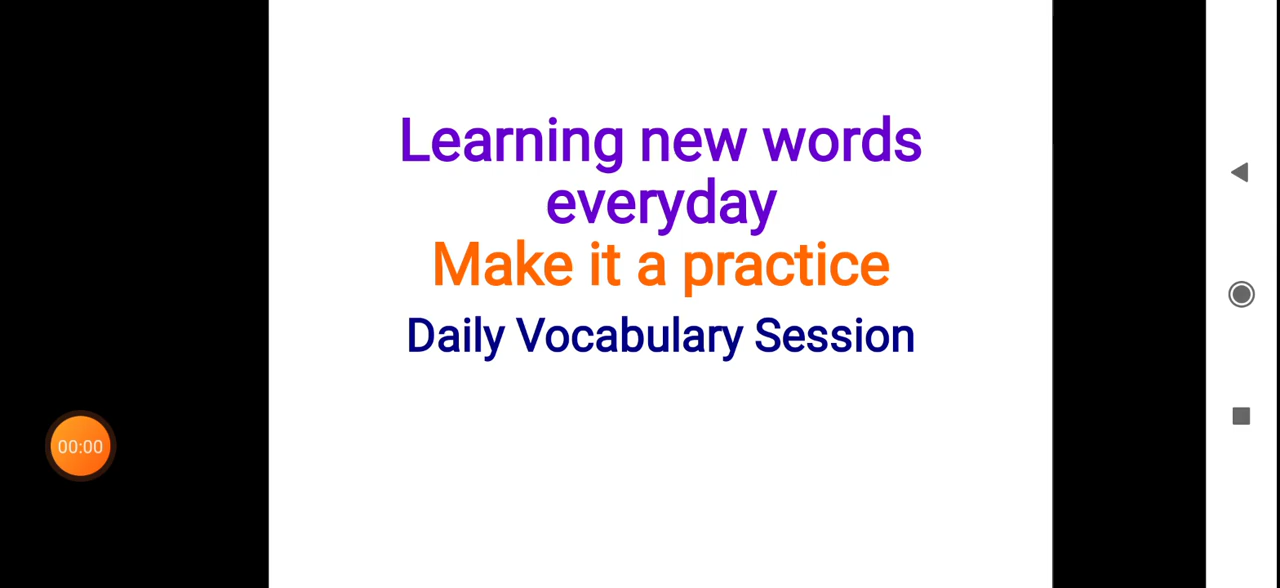 Learning new words
everyday
Make it a practice
Daily Vocabulary Session
00:00